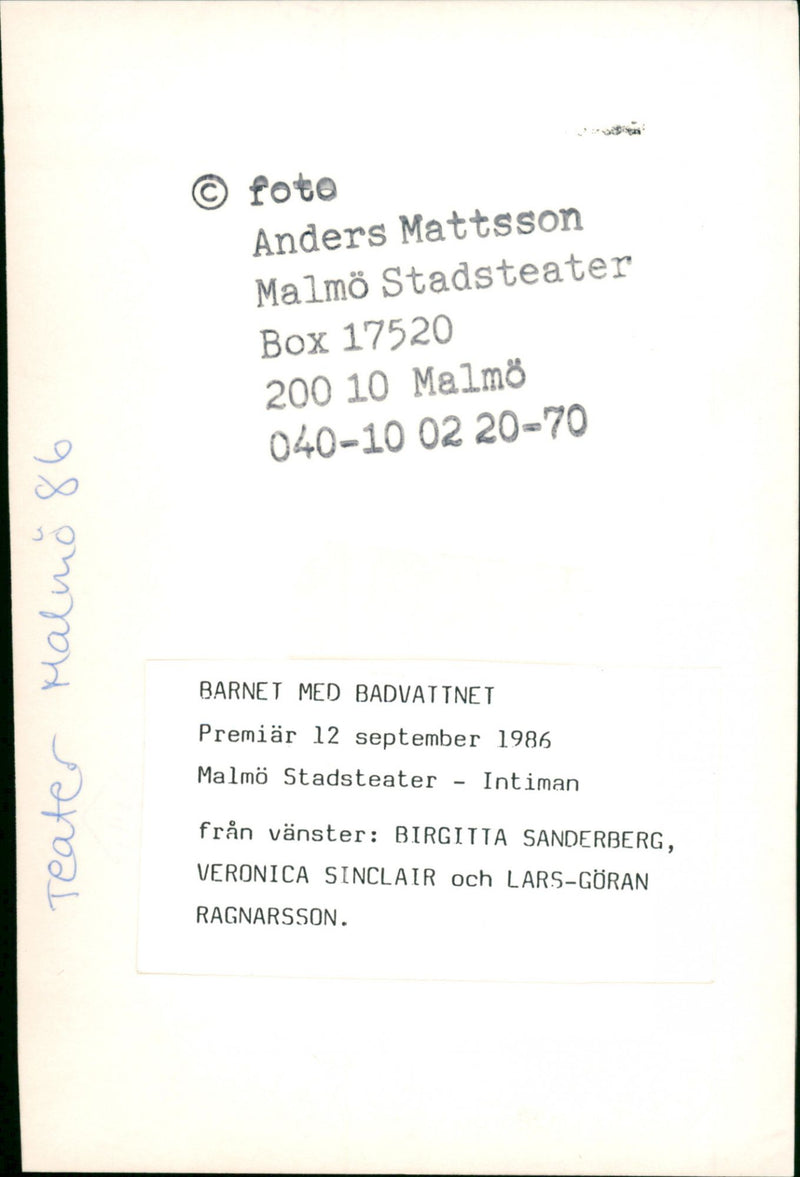 © foto
Anders Mattsson
Malmö Stadsteater
Box 17520
200 10 Malmö
040-10 02 20-70
Teater Malmö 86
BARNET MED BADVATTNET
Premiär 12 september 1986
Malmö Stadsteater - Intiman
från vänster: BIRGITTA SANDERBERG,
VERONICA SINCLAIR och LARS-GÖRAN
RAGNARSSON.